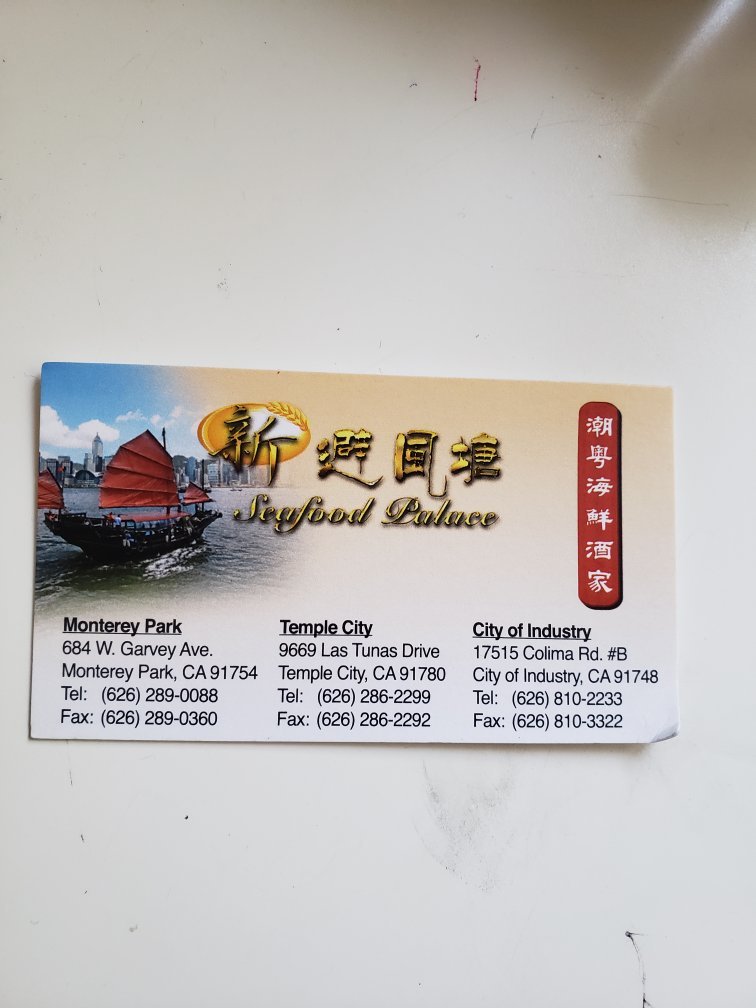 新避風塘
Seafood Palace
潮粤海鮮酒家
Monterey Park
684 W. Garvey Ave.
Monterey Park, CA 91754
Tel: (626) 289-0088
Fax: (626) 289-0360
Temple City
9669 Las Tunas Drive
Temple City, CA 91780
Tel: (626) 286-2299
Fax: (626) 286-2292
City of Industry
17515 Colima Rd. #B
City of Industry, CA 91748
Tel: (626) 810-2233
Fax: (626) 810-3322